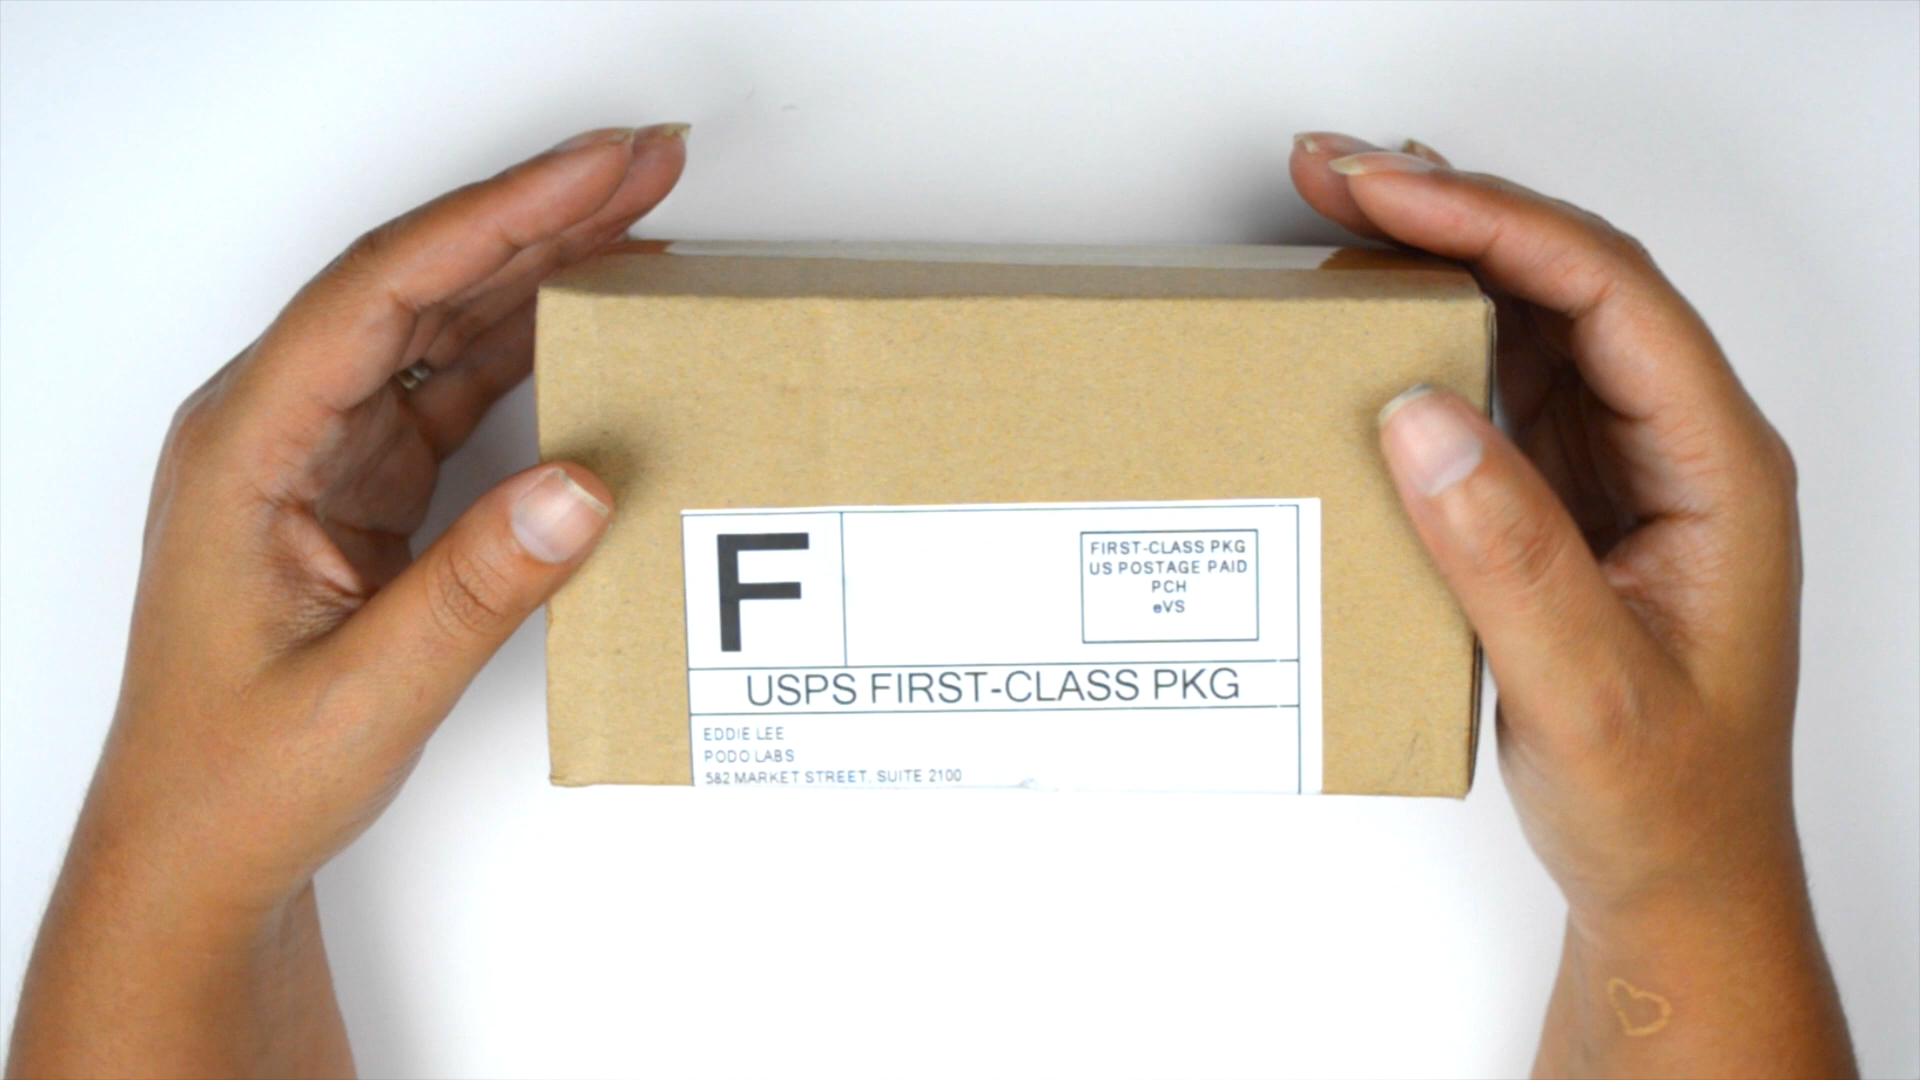 F
FIRST-CLASS PKG
US POSTAGE PAID
PCH
eVS
USPS FIRST-CLASS PKG
EDDIE LEE
PODO LABS
582 MARKET STREET, SUITE 2100